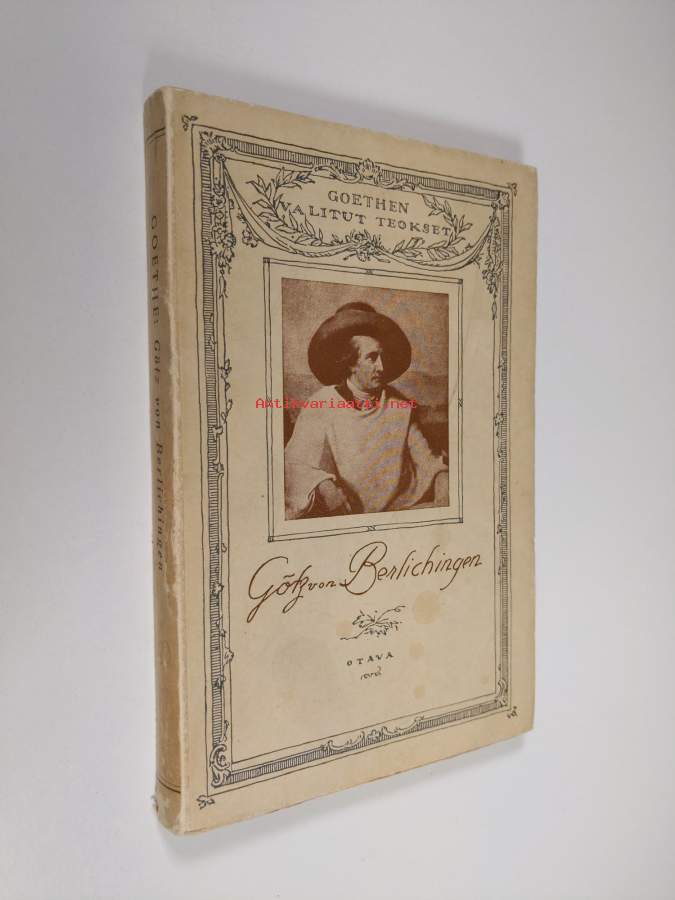 GOETHEN
VALITUT TEOKSET
Antikvariaatti.net
Götz von Berlichingen
OTAVA
GOETHE: Götz von Berlichingen